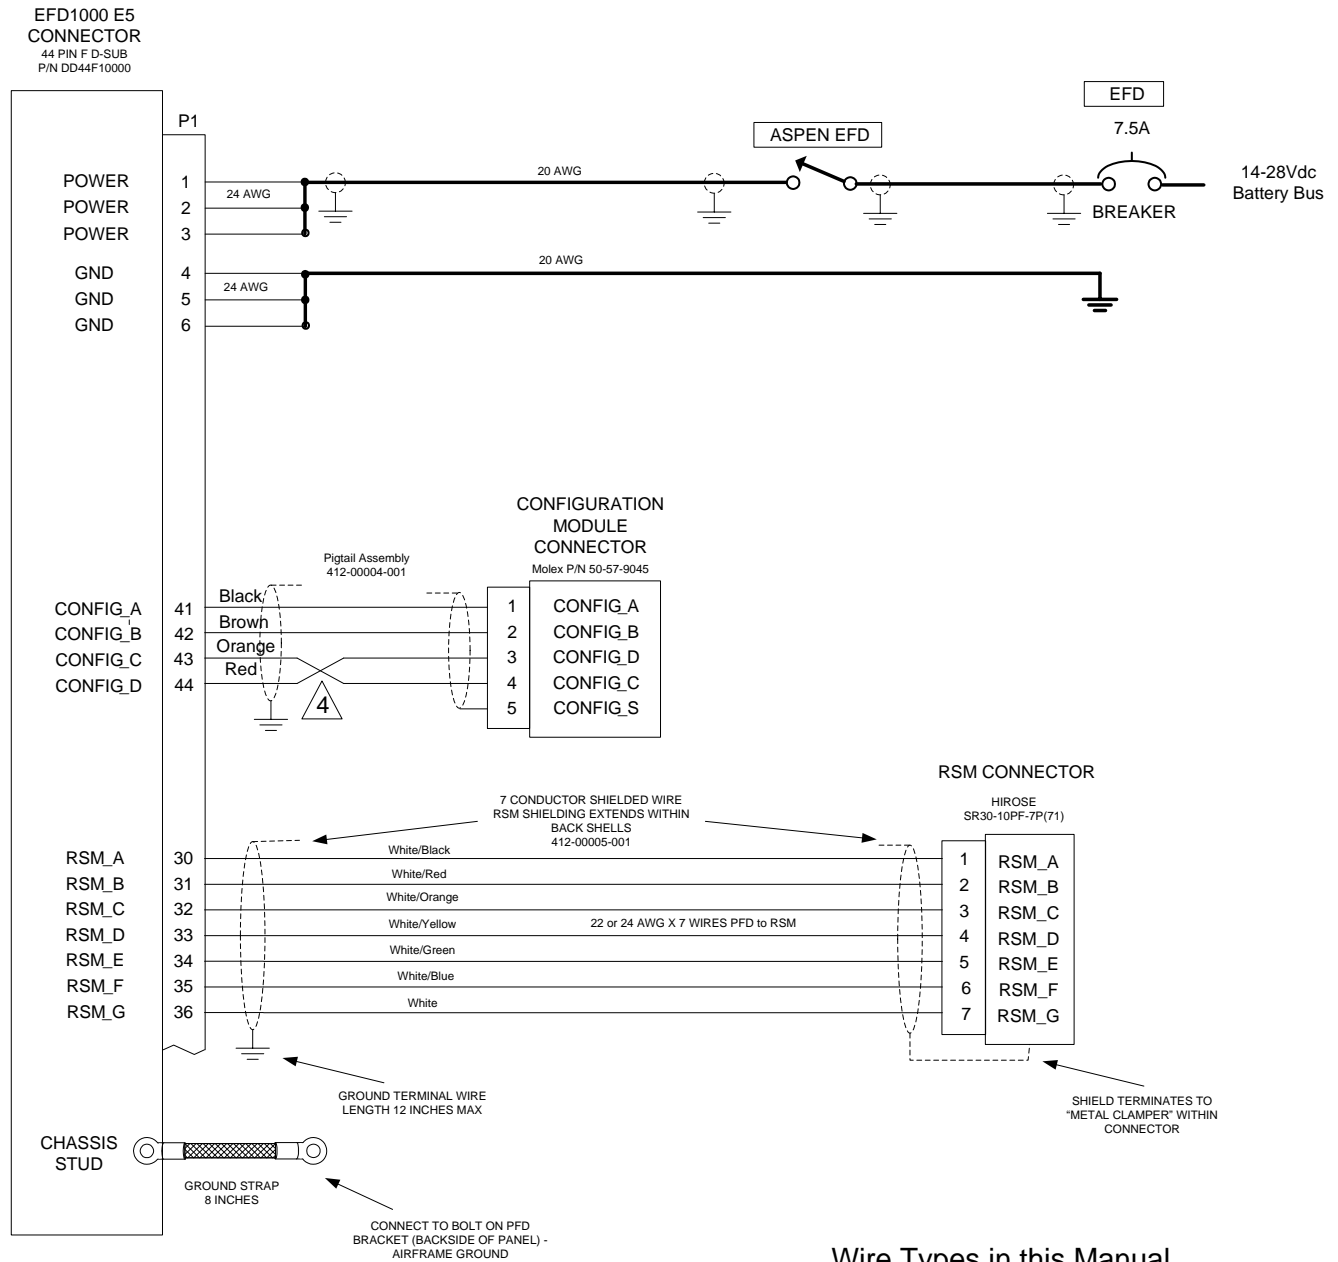 EFD1000 E5
CONNECTOR
44 PIN F D-SUB
P/N DD44F10000
P1
EFD
7.5A
ASPEN EFD
BREAKER
14-28Vdc
Battery Bus
POWER 1
POWER 2
POWER 3
24 AWG
20 AWG
GND 4
GND 5
GND 6
24 AWG
20 AWG
CONFIGURATION
MODULE
CONNECTOR
Molex P/N 50-57-9045
Pigtail Assembly
412-00004-001
CONFIG_A 41 Black 1 CONFIG_A
CONFIG_B 42 Brown 2 CONFIG_B
CONFIG_C 43 Orange 3 CONFIG_D
CONFIG_D 44 Red 4 CONFIG_C
5 CONFIG_S
4
RSM CONNECTOR
HIROSE
SR30-10PF-7P(71)
7 CONDUCTOR SHIELDED WIRE
RSM SHIELDING EXTENDS WITHIN
BACK SHELLS
412-00005-001
RSM_A 30 White/Black 1 RSM_A
RSM_B 31 White/Red 2 RSM_B
RSM_C 32 White/Orange 3 RSM_C
RSM_D 33 White/Yellow 22 or 24 AWG X 7 WIRES PFD to RSM 4 RSM_D
RSM_E 34 White/Green 5 RSM_E
RSM_F 35 White/Blue 6 RSM_F
RSM_G 36 White 7 RSM_G
GROUND TERMINAL WIRE
LENGTH 12 INCHES MAX
SHIELD TERMINATES TO
"METAL CLAMPER" WITHIN
CONNECTOR
CHASSIS
STUD
GROUND STRAP
8 INCHES
CONNECT TO BOLT ON PFD
BRACKET (BACKSIDE OF PANEL) -
AIRFRAME GROUND
Wire Types in this Manual